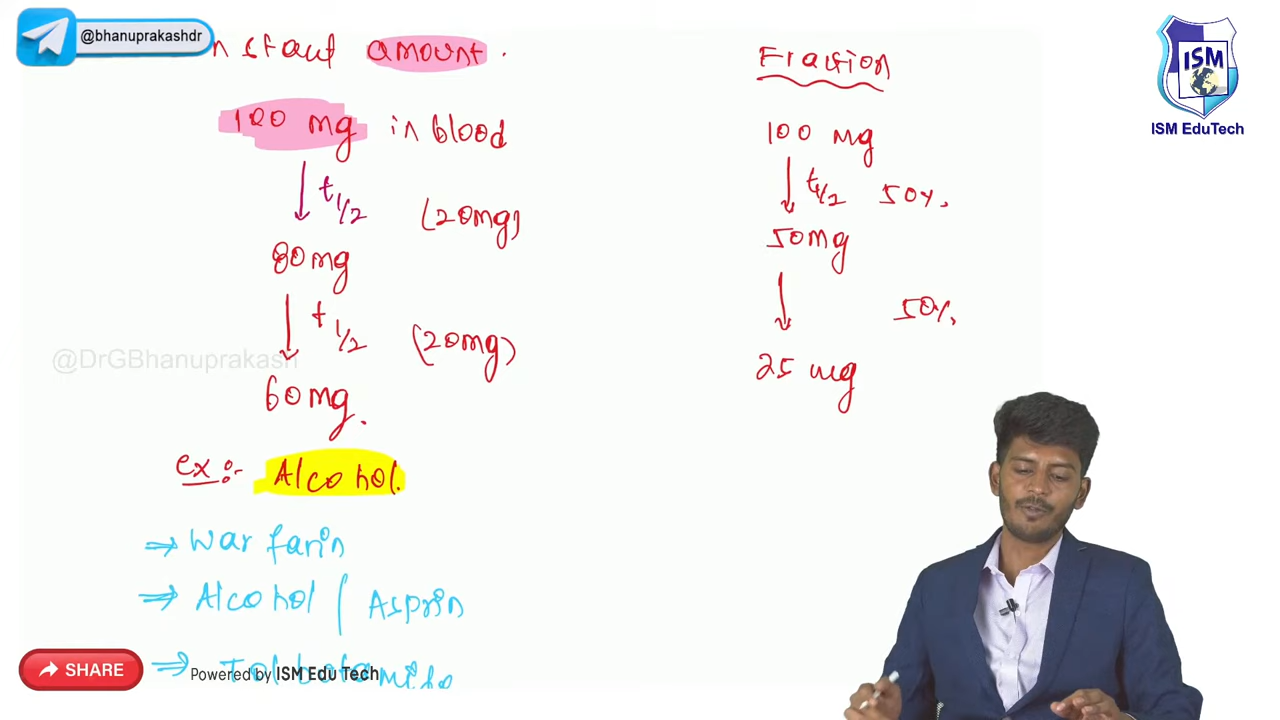 @bhanuprakashdr
nstant amount.
100 mg in blood
t1/2 (20mg)
80mg
t1/2 (20mg)
60mg.
ex:- Alcohol.
⇒ Warfarin
⇒ Alcohol / Asprin
⇒
Fraction
100 mg
t1/2 50%.
50mg
50%.
25 mg
@DrGBhanuprakash
SHARE
Powered by ISM Edu Tech
ISM
ISM EduTech